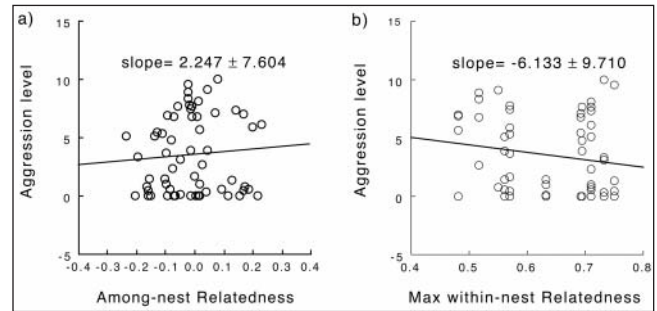 a)
slope= 2.247 ± 7.604
Aggression level
15
10
5
0
-5
-0.4 -0.3 -0.2 -0.1 0.0 0.1 0.2 0.3 0.4
Among-nest Relatedness
b)
slope= -6.133 ± 9.710
Aggression level
15
10
5
0
-5
0.4 0.5 0.6 0.7 0.8
Max within-nest Relatedness